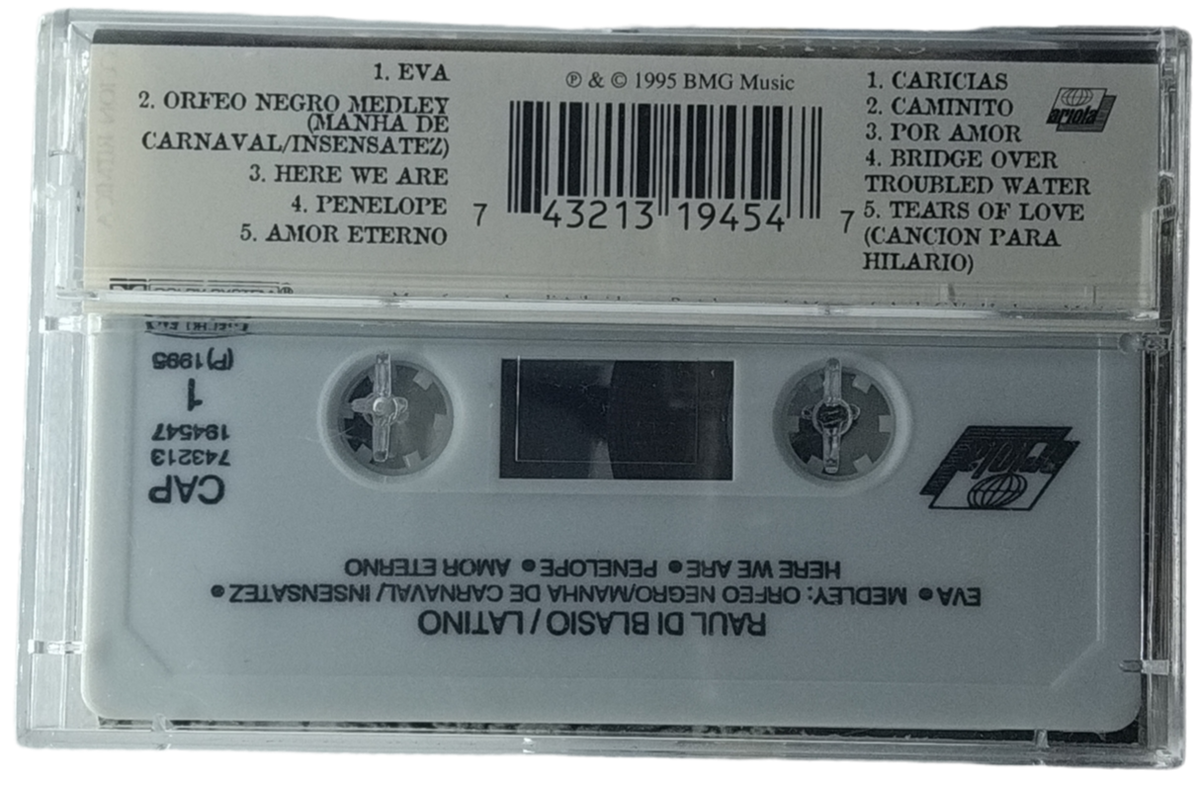 1. EVA
2. ORFEO NEGRO MEDLEY
(MANHA DE
CARNAVAL/INSENSATEZ)
3. HERE WE ARE
4. PENELOPE
5. AMOR ETERNO
℗ & © 1995 BMG Music
7 43213 19454 7
1. CARICIAS
2. CAMINITO
3. POR AMOR
4. BRIDGE OVER
TROUBLED WATER
5. TEARS OF LOVE
(CANCION PARA
HILARIO)
ariola
RAUL DI BLASIO / LATINO
EVA • MEDLEY: ORFEO NEGRO/MANHA DE CARNAVAL/ INSENSATEZ •
HERE WE ARE • PENELOPE • AMOR ETERNO
ariola
CAP
743213
194547
1
(P)1995